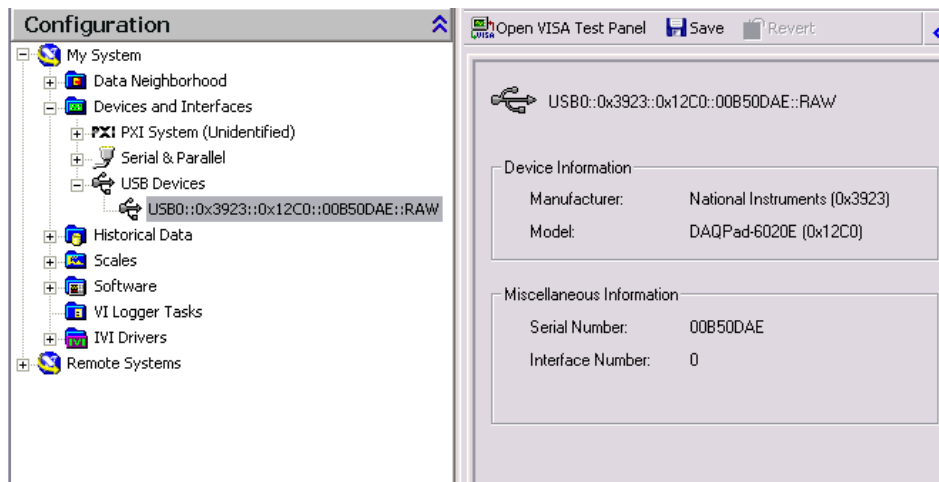 Configuration
My System
Data Neighborhood
Devices and Interfaces
PXI PXI System (Unidentified)
Serial & Parallel
USB Devices
USB0::0x3923::0x12C0::00B50DAE::RAW
Historical Data
Scales
Software
VI Logger Tasks
IVI IVI Drivers
Remote Systems
VISA Open VISA Test Panel Save Revert
USB0::0x3923::0x12C0::00B50DAE::RAW
Device Information
Manufacturer: National Instruments (0x3923)
Model: DAQPad-6020E (0x12C0)
Miscellaneous Information
Serial Number: 00B50DAE
Interface Number: 0